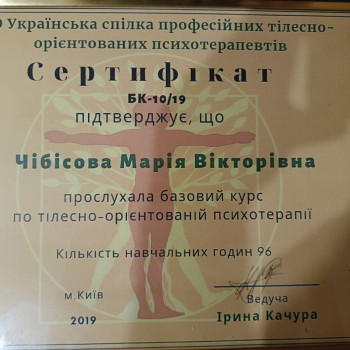 Українська спілка професійних тілесно-
орієнтованих психотерапевтів
Сертифікат
БК-10/19
підтверджує, що
Чібісова Марія Вікторівна
прослухала базовий курс
по тілесно-орієнтованій психотерапії
Кількість навчальних годин 96
м.Київ
2019
Ведуча
Ірина Качура